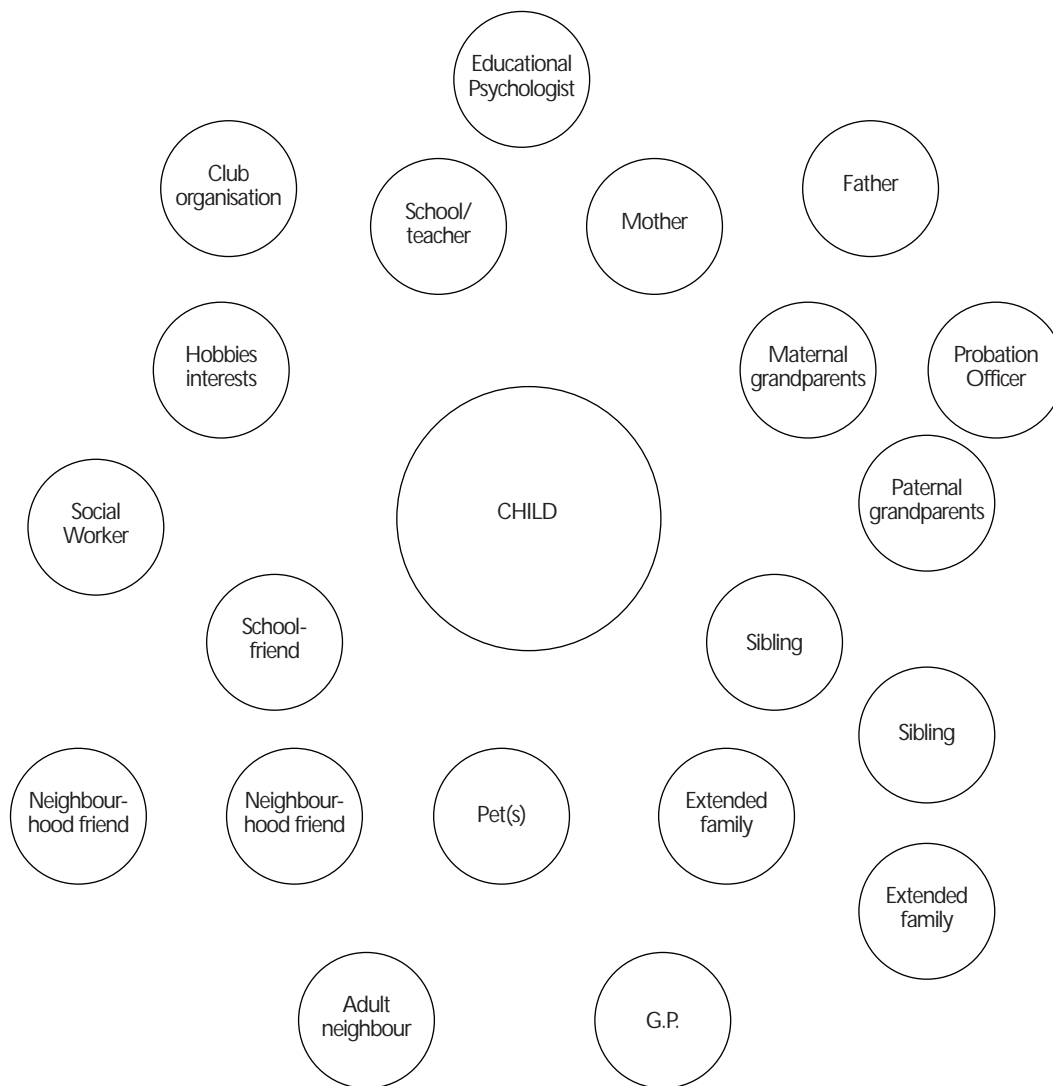 Educational
Psychologist
Club
organisation
School/
teacher
Mother
Father
Hobbies
interests
Maternal
grandparents
Probation
Officer
Social
Worker
CHILD
Paternal
grandparents
School-
friend
Sibling
Sibling
Neighbour-
hood friend
Neighbour-
hood friend
Pet(s)
Extended
family
Extended
family
Adult
neighbour
G.P.